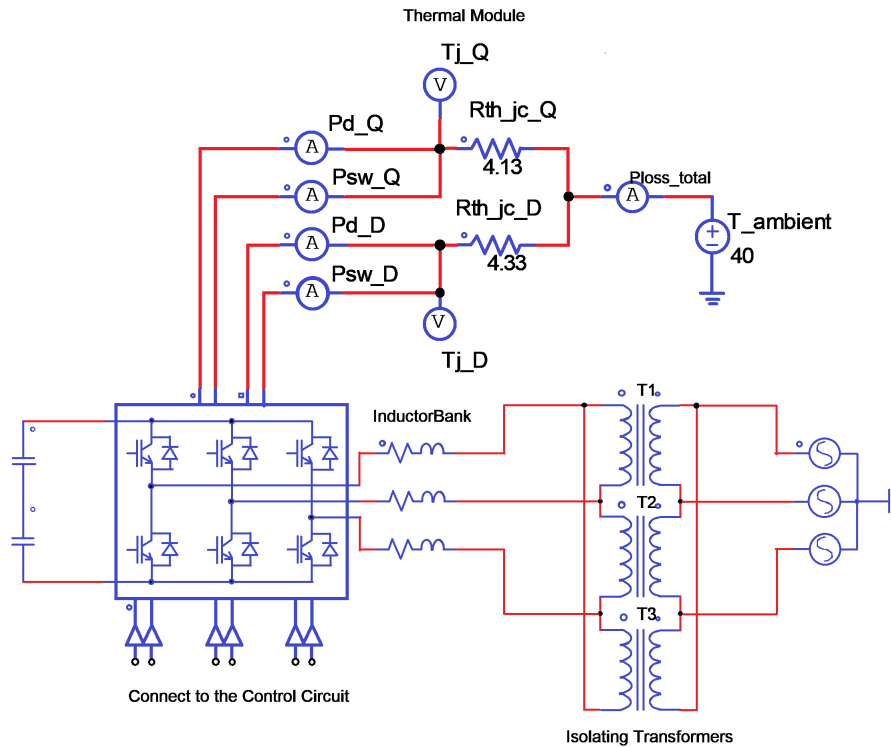 Thermal Module
Tj_Q
V
Pd_Q
Rth_jc_Q
A
4.13
Psw_Q
A
Ploss_total
A
Pd_D
Rth_jc_D
A
4.33
T_ambient
40
Psw_D
A
V
Tj_D
InductorBank
T1
T2
T3
Connect to the Control Circuit
Isolating Transformers